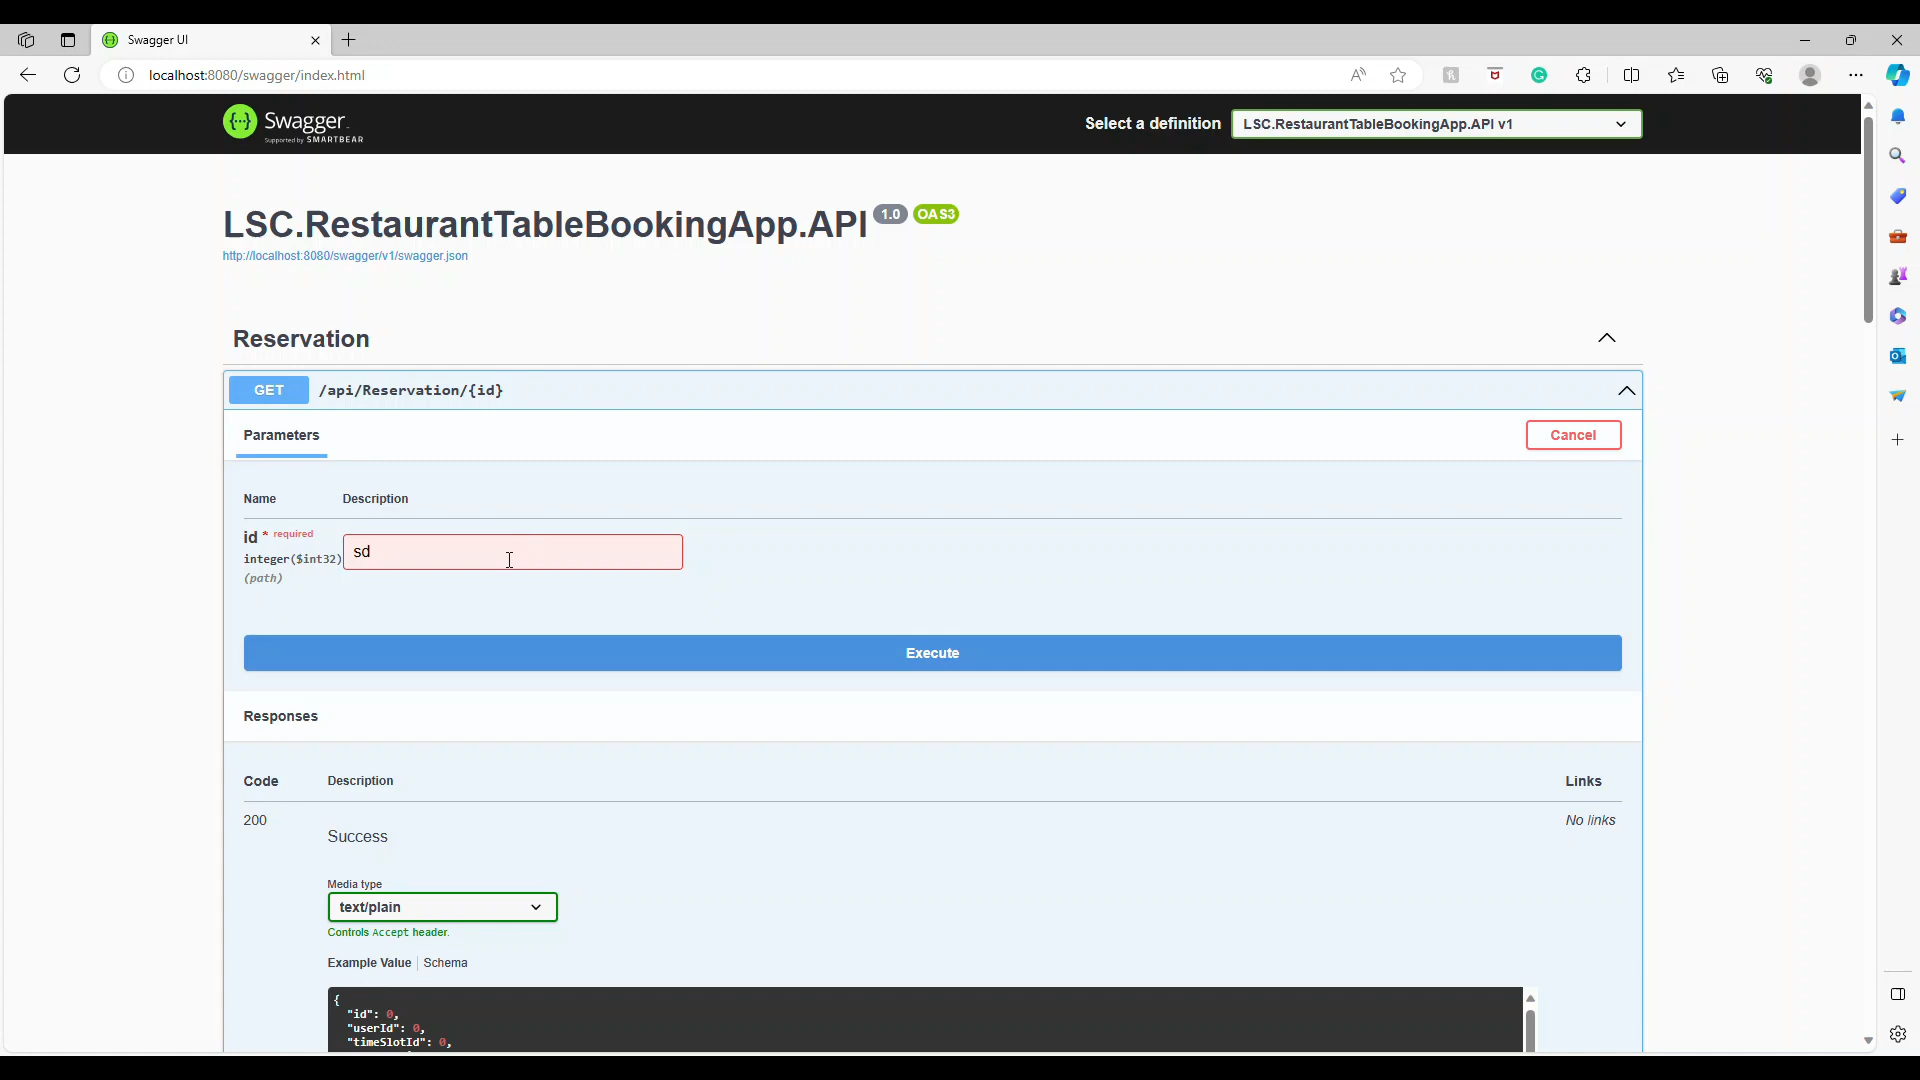 Swagger UI
localhost:8080/swagger/index.html
{···} Swagger.
Supported by SMARTBEAR
Select a definition
LSC.RestaurantTableBookingApp.API v1
LSC.RestaurantTableBookingApp.API 1.0 OAS3
http://localhost:8080/swagger/v1/swagger.json
Reservation
GET /api/Reservation/{id}
Parameters
Cancel
Name Description
id * required
integer($int32)
(path)
sd
Execute
Responses
Code Description Links
200 No links
Success
Media type
text/plain
Controls Accept header.
Example Value Schema
{
"id": 0,
"userId": 0,
"timeSlotId": 0,